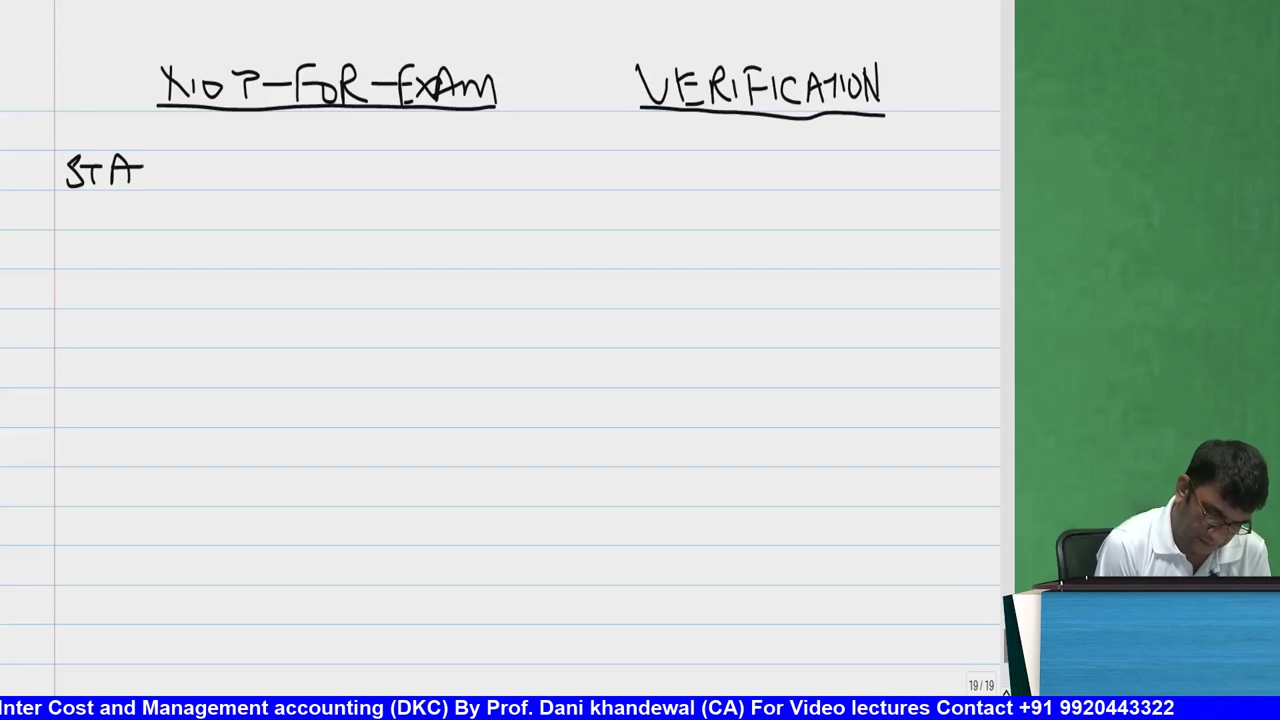 NOT-FOR-EXAM VERIFICATION
STA
19/19
Inter Cost and Management accounting (DKC) By Prof. Dani khandewal (CA) For Video lectures Contact +91 9920443322